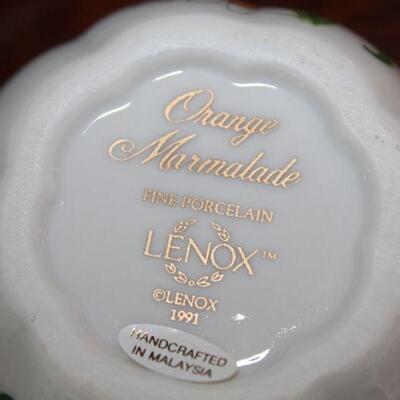 Orange
Marmalade
FINE PORCELAIN
LENOX™
©LENOX
1991
HANDCRAFTED
IN MALAYSIA